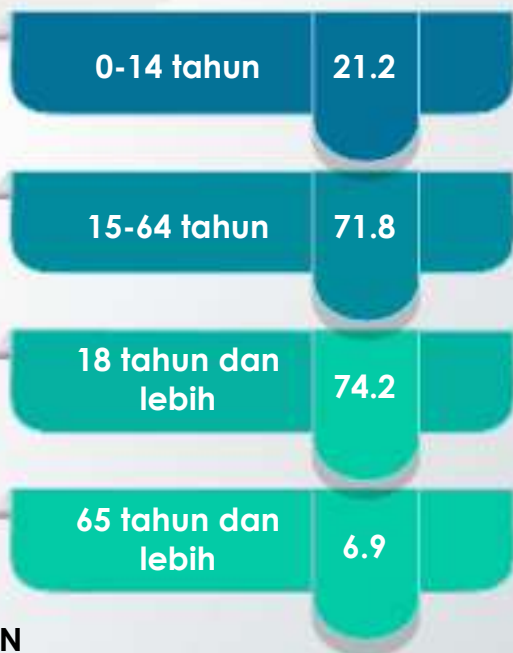 0-14 tahun 21.2
15-64 tahun 71.8
18 tahun dan
lebih 74.2
65 tahun dan
lebih 6.9
N